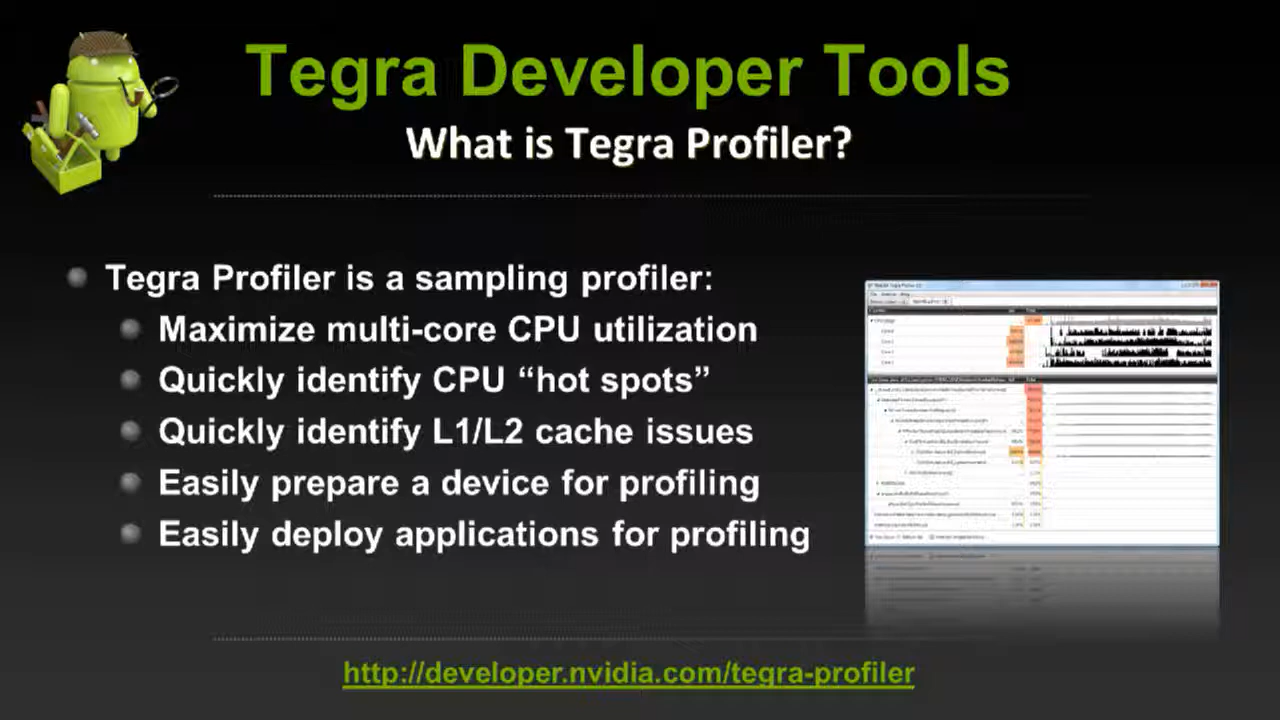 Tegra Developer Tools
What is Tegra Profiler?
Tegra Profiler is a sampling profiler:
Maximize multi-core CPU utilization
Quickly identify CPU “hot spots”
Quickly identify L1/L2 cache issues
Easily prepare a device for profiling
Easily deploy applications for profiling
http://developer.nvidia.com/tegra-profiler